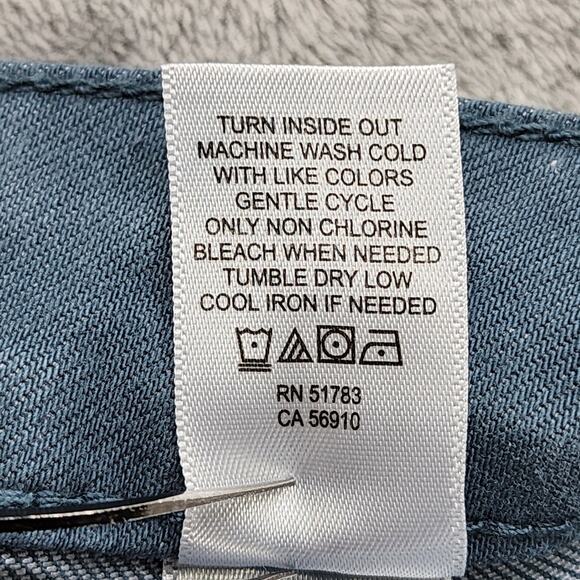 TURN INSIDE OUT
MACHINE WASH COLD
WITH LIKE COLORS
GENTLE CYCLE
ONLY NON CHLORINE
BLEACH WHEN NEEDED
TUMBLE DRY LOW
COOL IRON IF NEEDED
RN 51783
CA 56910